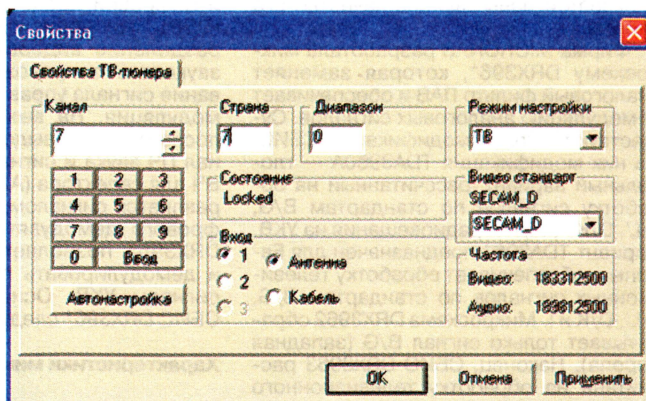 Свойства
Свойства ТВ-тюнера
Канал
7
1 2 3
4 5 6
7 8 9
0 Ввод
Автонастройка
Страна
7
Диапазон
0
Состояние
Locked
Вход
1
2
3
Антенна
Кабель
Режим настройки
ТВ
Видео стандарт
SECAM_D
SECAM_D
Частота
Видео: 183312500
Аудио: 189812500
OK
Отмена
Применить